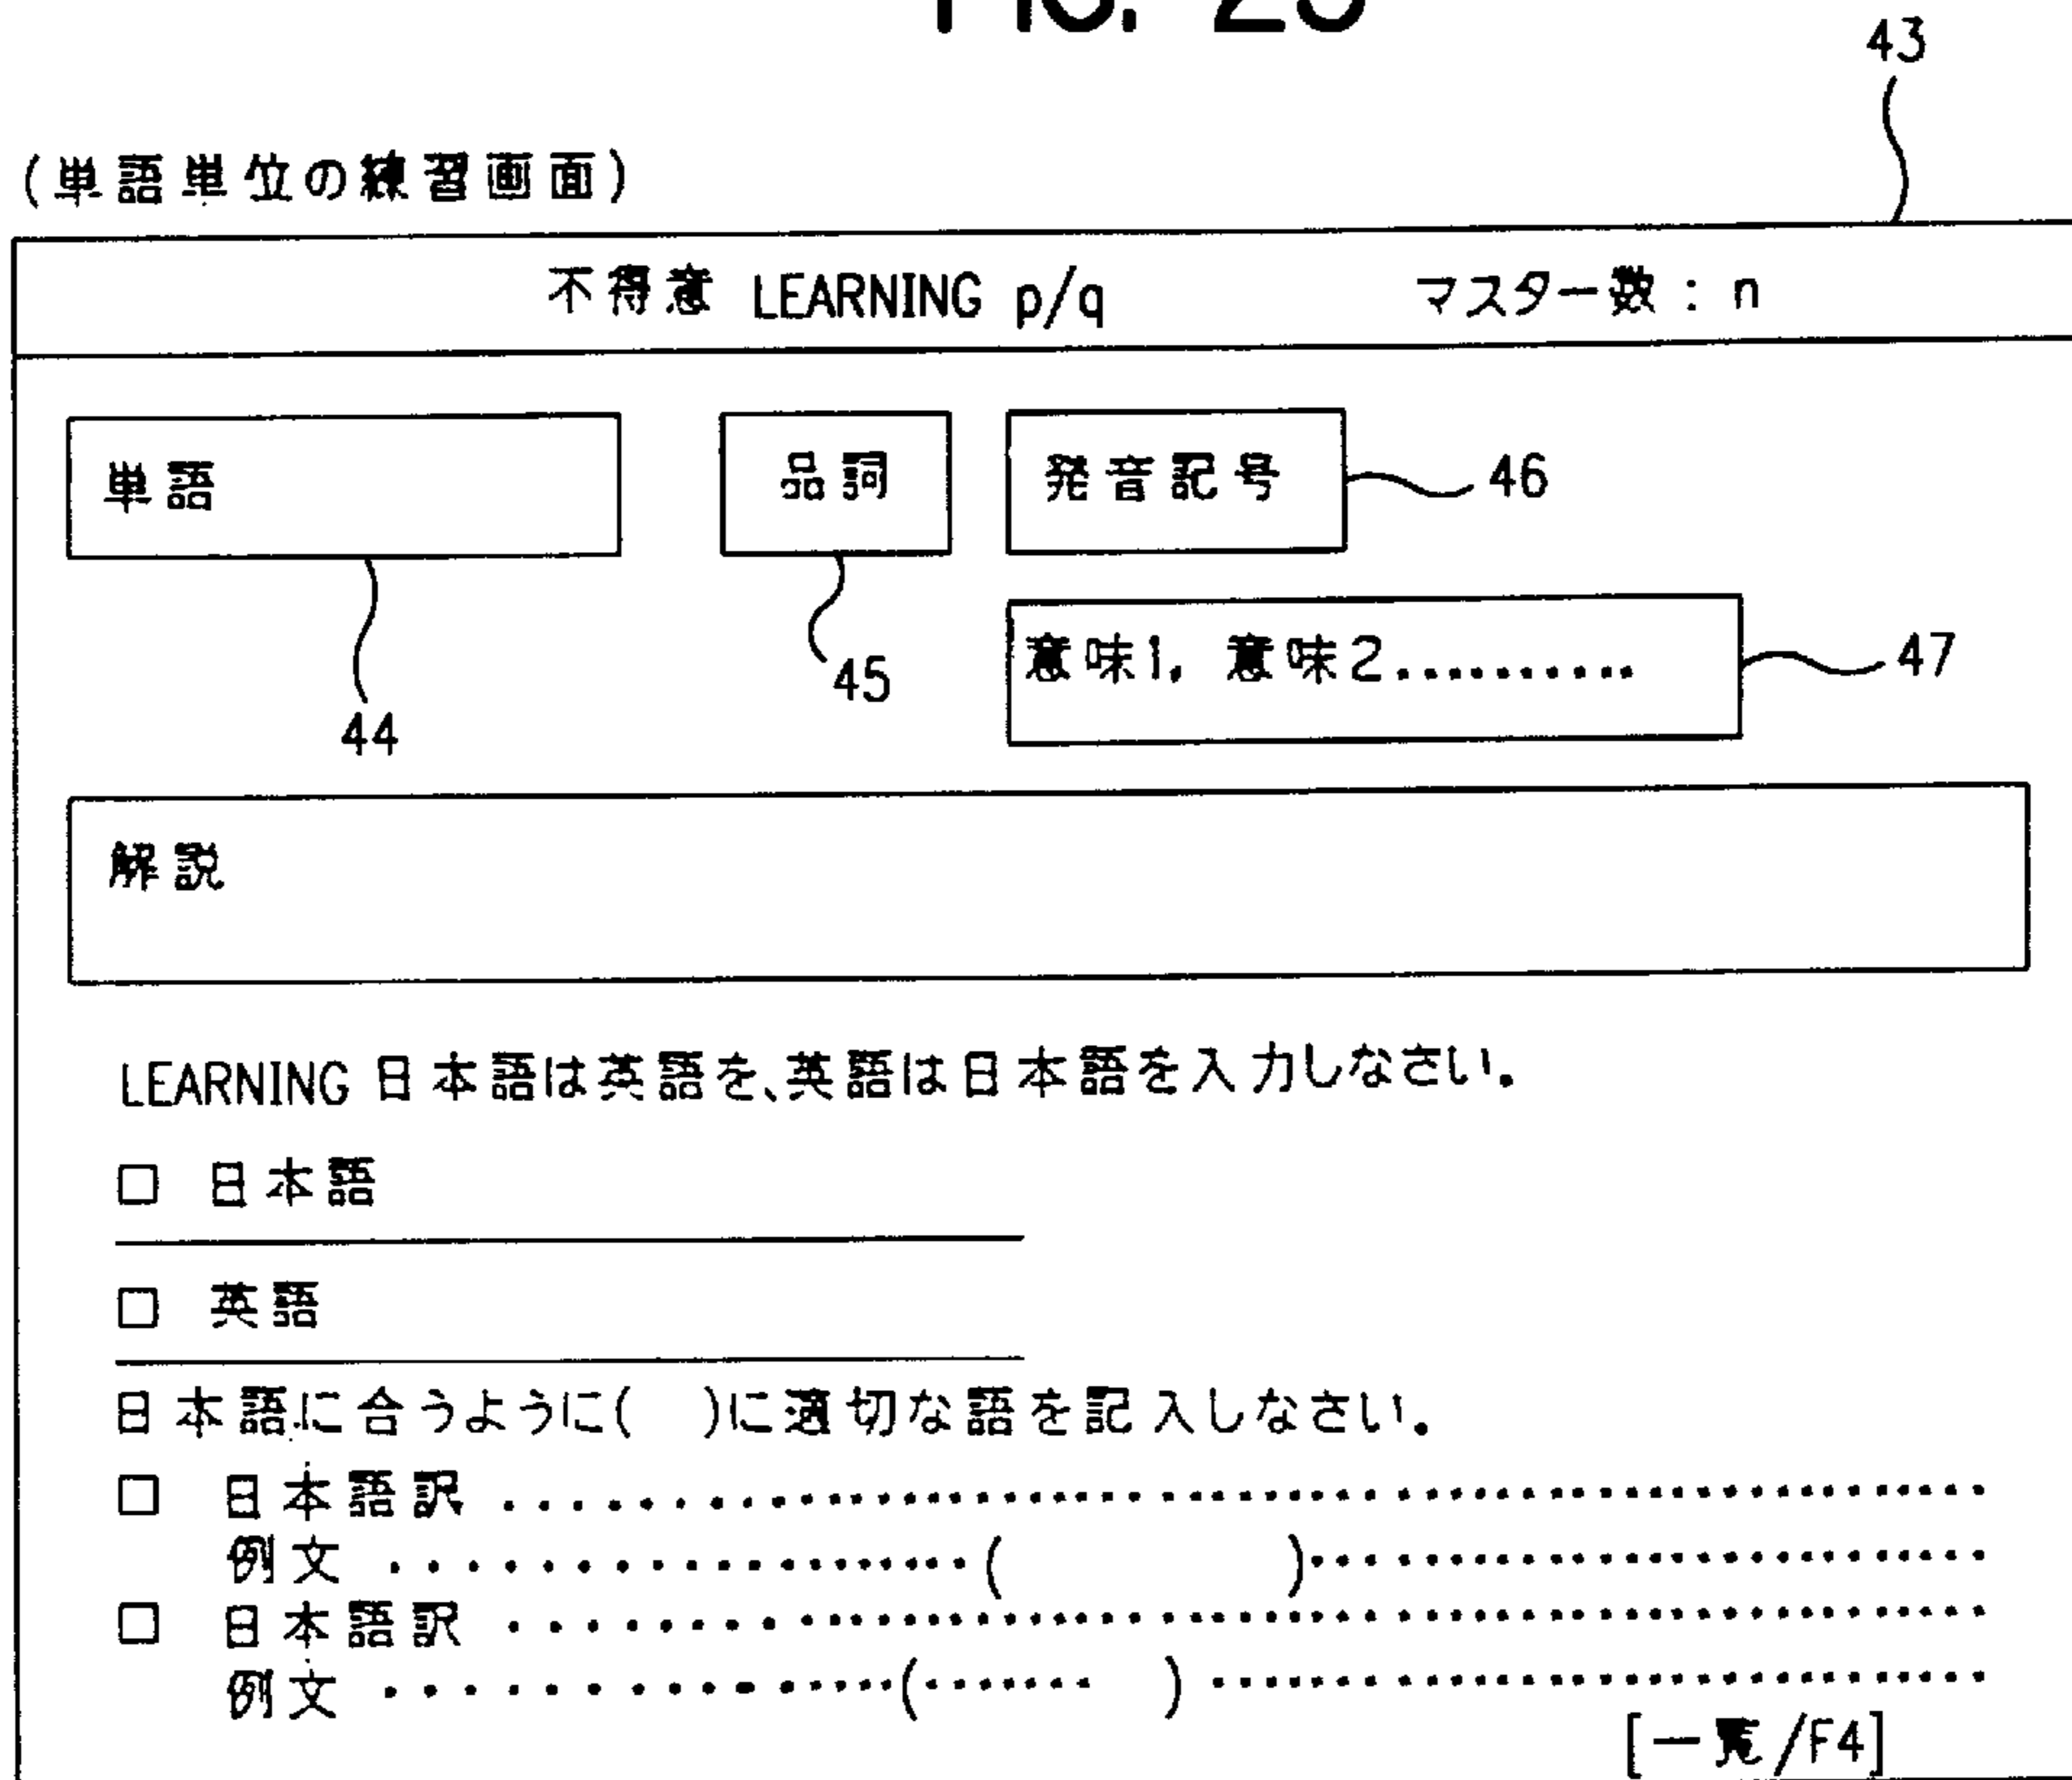 43
(単語単位の練習画面)
不得意 LEARNING p/q マスター数:n
単語 品詞 発音記号 46
意味1, 意味2.......... 47
45
44
解説
LEARNING 日本語は英語を、英語は日本語を入力しなさい。
□ 日本語
□ 英語
日本語に合うように( )に適切な語を記入しなさい。
□ 日本語訳 ..............................
例文 ....................( )....................
□ 日本語訳 ..............................
例文 ....................(....... ) ....................
[一覧/F4]